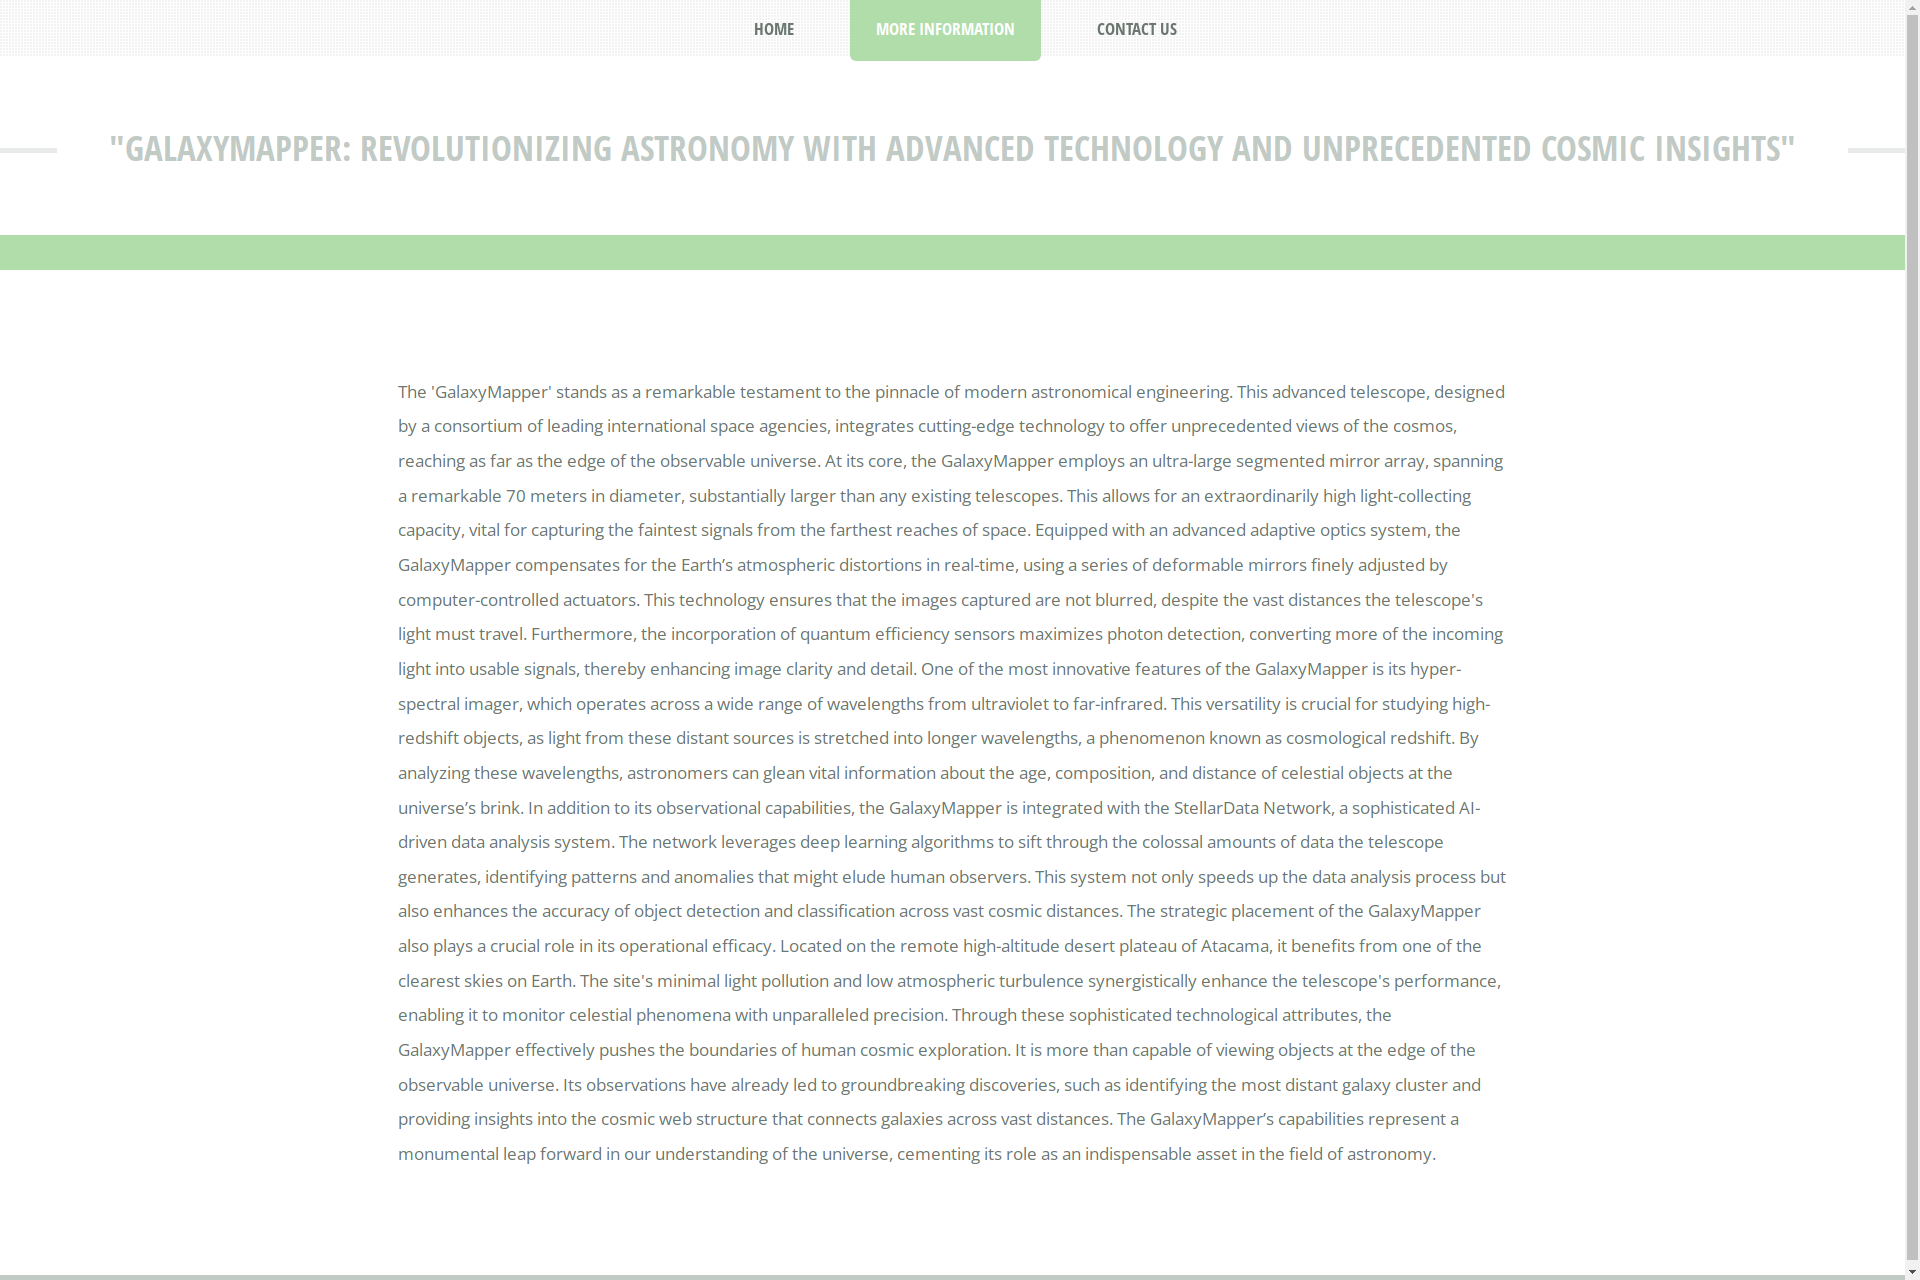 HOME
MORE INFORMATION
CONTACT US
"GALAXYMAPPER: REVOLUTIONIZING ASTRONOMY WITH ADVANCED TECHNOLOGY AND UNPRECEDENTED COSMIC INSIGHTS"
The 'GalaxyMapper' stands as a remarkable testament to the pinnacle of modern astronomical engineering. This advanced telescope, designed
by a consortium of leading international space agencies, integrates cutting-edge technology to offer unprecedented views of the cosmos,
reaching as far as the edge of the observable universe. At its core, the GalaxyMapper employs an ultra-large segmented mirror array, spanning
a remarkable 70 meters in diameter, substantially larger than any existing telescopes. This allows for an extraordinarily high light-collecting
capacity, vital for capturing the faintest signals from the farthest reaches of space. Equipped with an advanced adaptive optics system, the
GalaxyMapper compensates for the Earth’s atmospheric distortions in real-time, using a series of deformable mirrors finely adjusted by
computer-controlled actuators. This technology ensures that the images captured are not blurred, despite the vast distances the telescope's
light must travel. Furthermore, the incorporation of quantum efficiency sensors maximizes photon detection, converting more of the incoming
light into usable signals, thereby enhancing image clarity and detail. One of the most innovative features of the GalaxyMapper is its hyper-
spectral imager, which operates across a wide range of wavelengths from ultraviolet to far-infrared. This versatility is crucial for studying high-
redshift objects, as light from these distant sources is stretched into longer wavelengths, a phenomenon known as cosmological redshift. By
analyzing these wavelengths, astronomers can glean vital information about the age, composition, and distance of celestial objects at the
universe’s brink. In addition to its observational capabilities, the GalaxyMapper is integrated with the StellarData Network, a sophisticated AI-
driven data analysis system. The network leverages deep learning algorithms to sift through the colossal amounts of data the telescope
generates, identifying patterns and anomalies that might elude human observers. This system not only speeds up the data analysis process but
also enhances the accuracy of object detection and classification across vast cosmic distances. The strategic placement of the GalaxyMapper
also plays a crucial role in its operational efficacy. Located on the remote high-altitude desert plateau of Atacama, it benefits from one of the
clearest skies on Earth. The site's minimal light pollution and low atmospheric turbulence synergistically enhance the telescope's performance,
enabling it to monitor celestial phenomena with unparalleled precision. Through these sophisticated technological attributes, the
GalaxyMapper effectively pushes the boundaries of human cosmic exploration. It is more than capable of viewing objects at the edge of the
observable universe. Its observations have already led to groundbreaking discoveries, such as identifying the most distant galaxy cluster and
providing insights into the cosmic web structure that connects galaxies across vast distances. The GalaxyMapper’s capabilities represent a
monumental leap forward in our understanding of the universe, cementing its role as an indispensable asset in the field of astronomy.